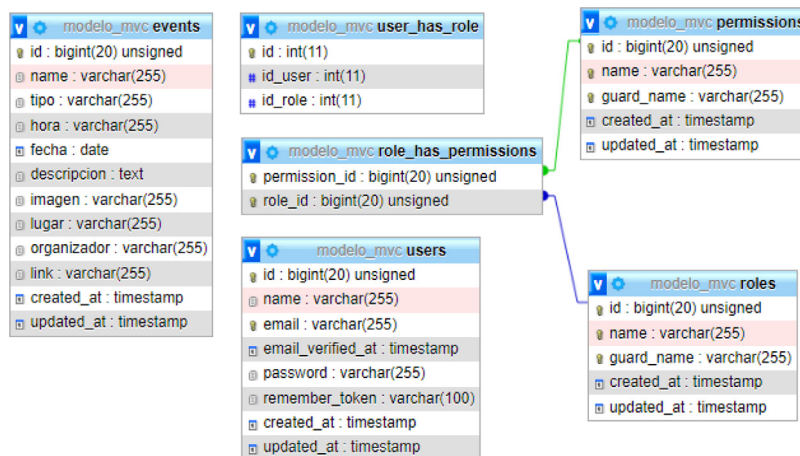 modelo_mvc events
id : bigint(20) unsigned
name : varchar(255)
tipo : varchar(255)
hora : varchar(255)
fecha : date
descripcion : text
imagen : varchar(255)
lugar : varchar(255)
organizador : varchar(255)
link : varchar(255)
created_at : timestamp
updated_at : timestamp
modelo_mvc user_has_role
id : int(11)
id_user : int(11)
id_role : int(11)
modelo_mvc role_has_permissions
permission_id : bigint(20) unsigned
role_id : bigint(20) unsigned
modelo_mvc users
id : bigint(20) unsigned
name : varchar(255)
email : varchar(255)
email_verified_at : timestamp
password : varchar(255)
remember_token : varchar(100)
created_at : timestamp
updated_at : timestamp
modelo_mvc permissions
id : bigint(20) unsigned
name : varchar(255)
guard_name : varchar(255)
created_at : timestamp
updated_at : timestamp
modelo_mvc roles
id : bigint(20) unsigned
name : varchar(255)
guard_name : varchar(255)
created_at : timestamp
updated_at : timestamp